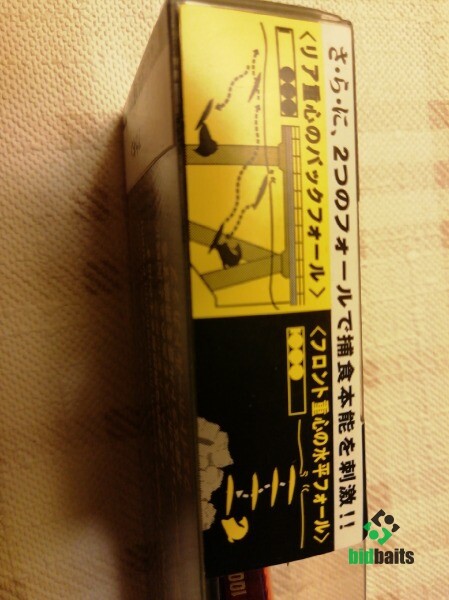 さ・ら・に、2つのフォールで捕食本能を刺激!!
〈リア重心のバックフォール〉
〈フロント重心の水平フォール〉
bidbaits